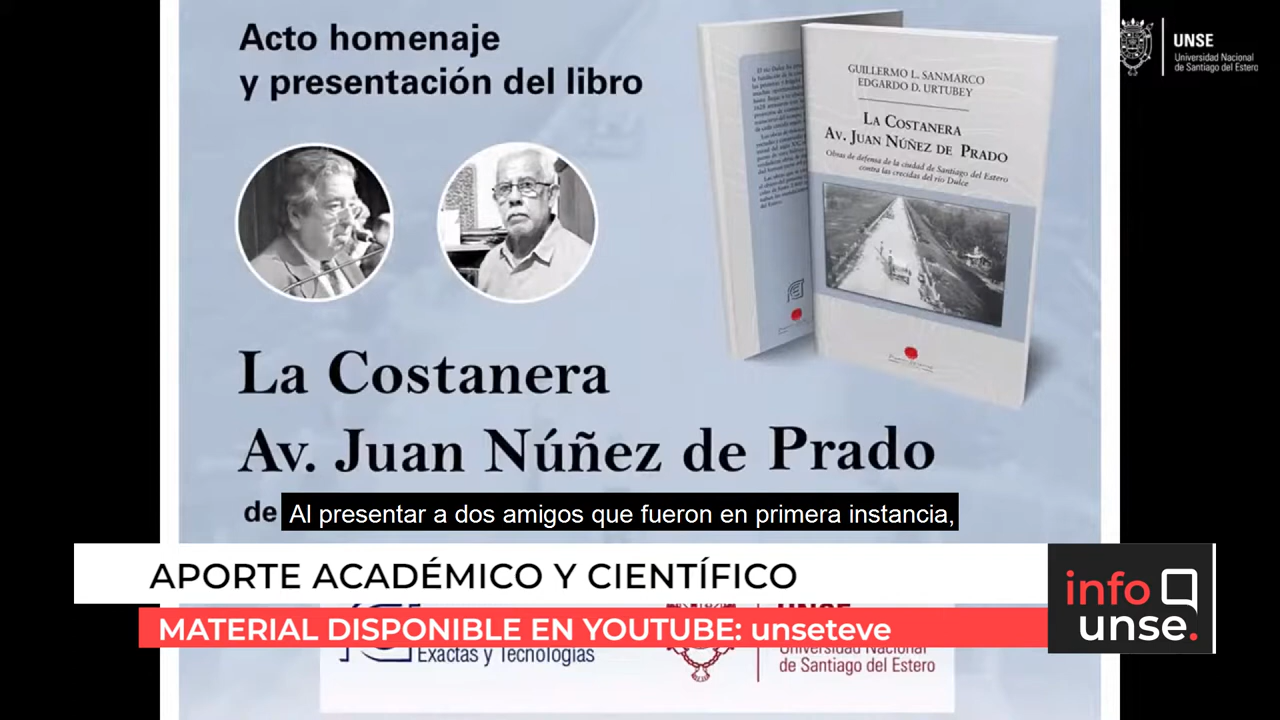 Acto homenaje
y presentación del libro
UNSE
Universidad Nacional
de Santiago del Estero
GUILLERMO L. SANMARCO
EDGARDO D. URTUBEY
LA COSTANERA
AV. JUAN NÚÑEZ DE PRADO
Obras de defensa de la ciudad de Santiago del Estero
contra las crecidas del río Dulce
La Costanera
Av. Juan Núñez de Prado
de
Al presentar a dos amigos que fueron en primera instancia,
APORTE ACADÉMICO Y CIENTÍFICO
MATERIAL DISPONIBLE EN YOUTUBE: unseteve
info
unse.
Exactas y Tecnologías
UNSE
Universidad Nacional
de Santiago del Estero